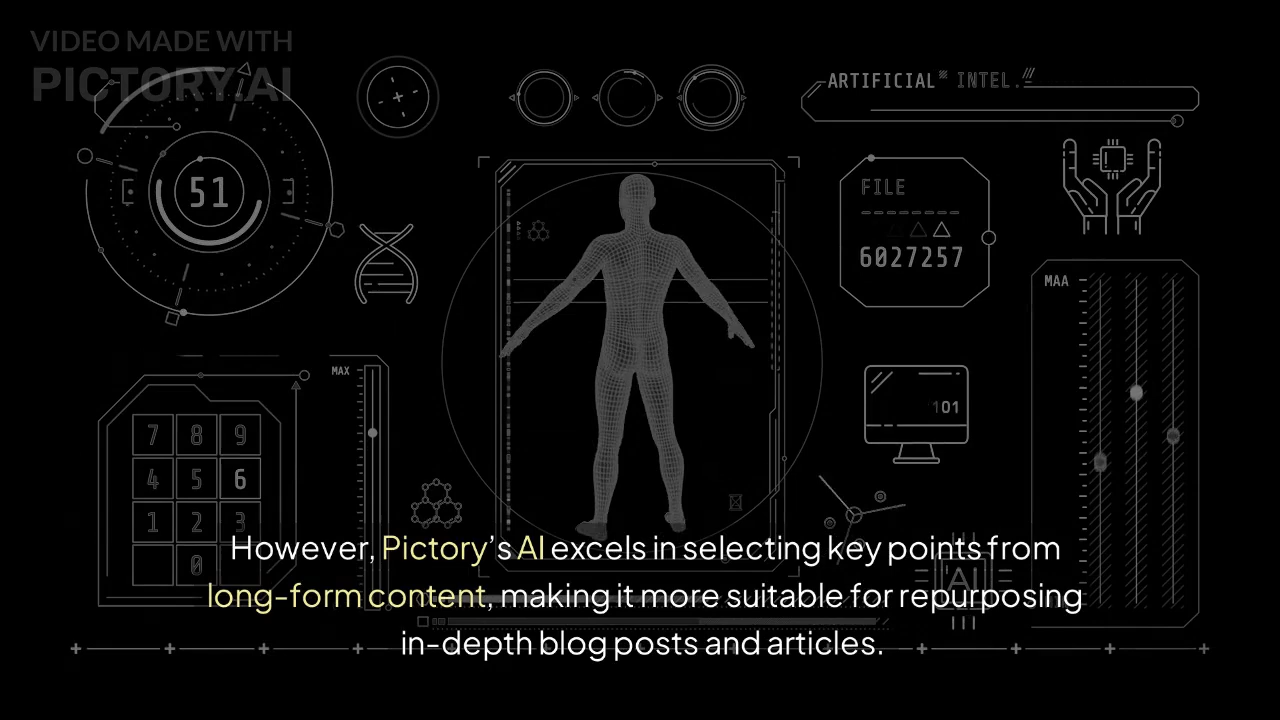 VIDEO MADE WITH
PICTORY.AI
ARTIFICIAL INTEL.
51
FILE
6027257
MAA
MAX
101
7 8 9
4 5 6
1 2 3
0
AI
However, Pictory's AI excels in selecting key points from
long-form content, making it more suitable for repurposing
in-depth blog posts and articles.